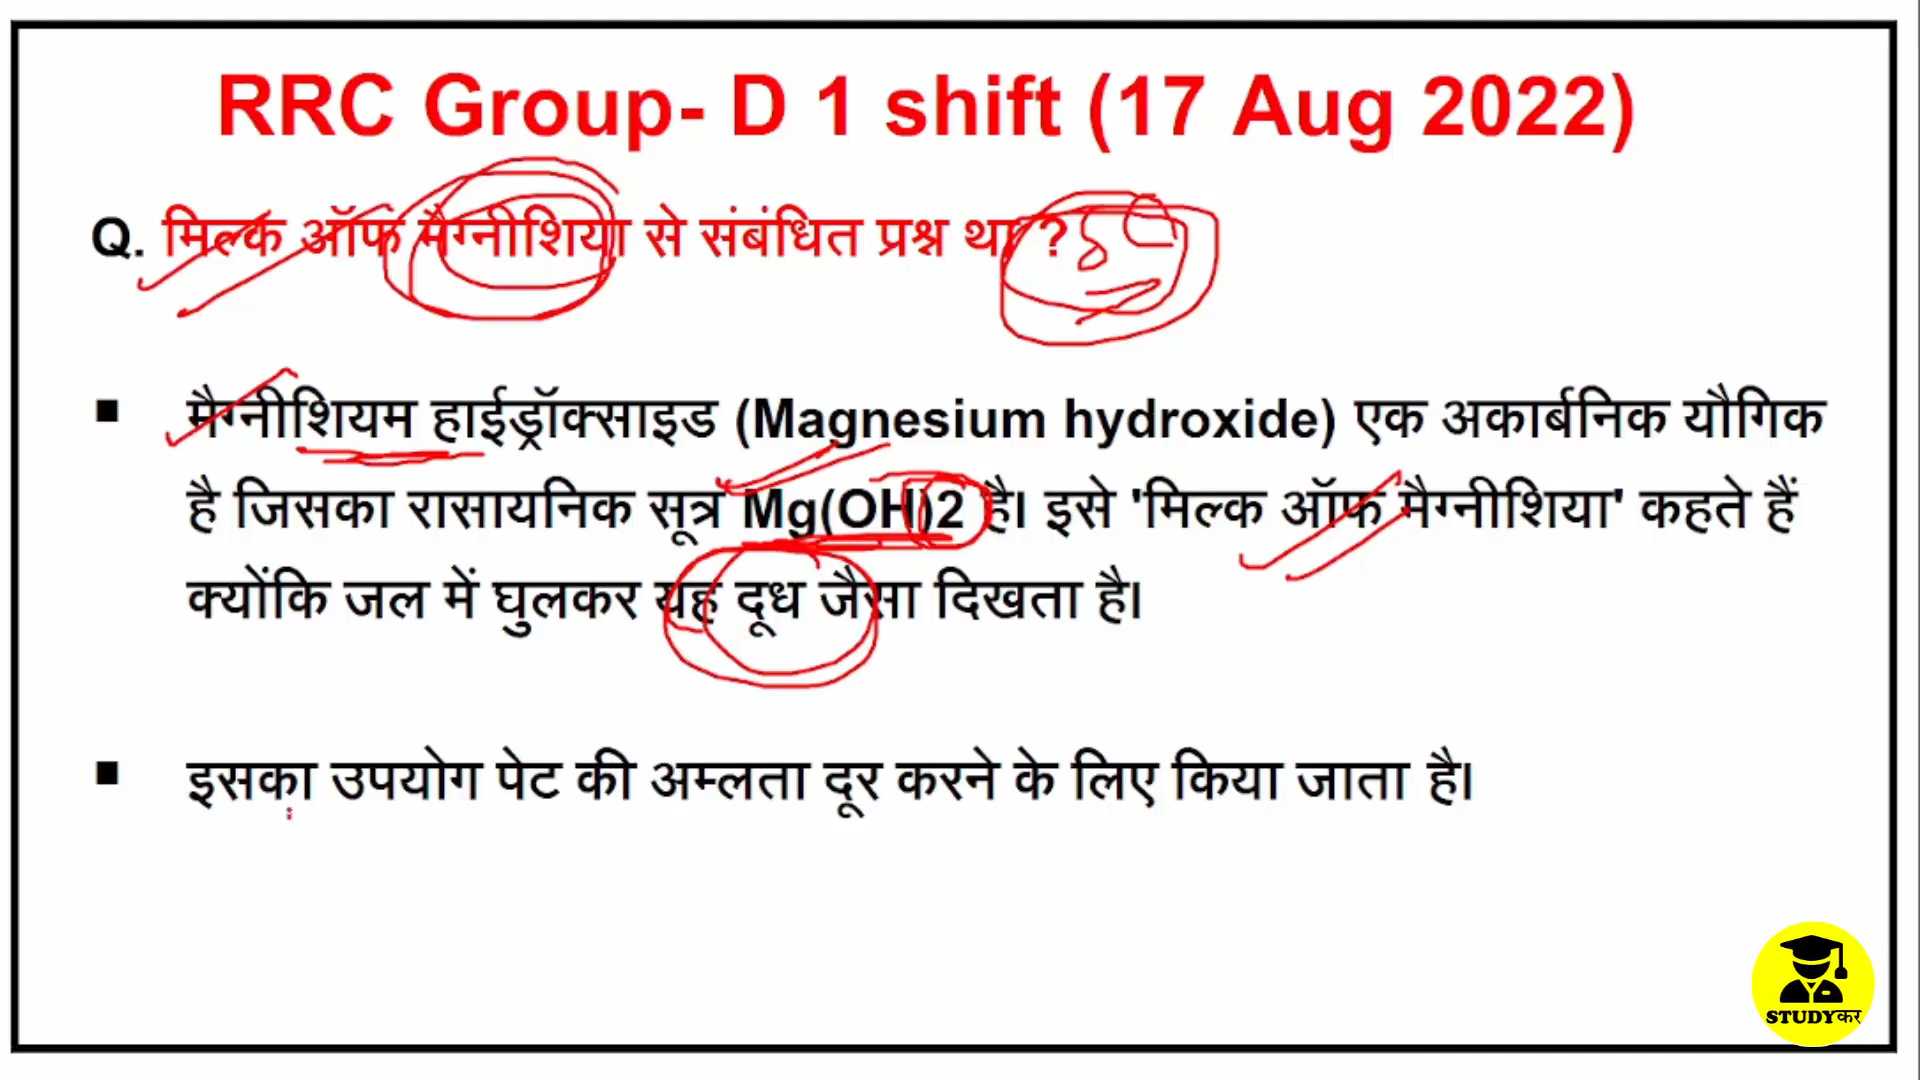 RRC Group- D 1 shift (17 Aug 2022)
Q. मिल्क ऑफ मैग्नीशिया से संबंधित प्रश्न था ?
▪ मैग्नीशियम हाईड्रॉक्साइड (Magnesium hydroxide) एक अकार्बनिक यौगिक
है जिसका रासायनिक सूत्र Mg(OH)2 है। इसे 'मिल्क ऑफ मैग्नीशिया' कहते हैं
क्योंकि जल में घुलकर यह दूध जैसा दिखता है।
▪ इसका उपयोग पेट की अम्लता दूर करने के लिए किया जाता है।
STUDYकर